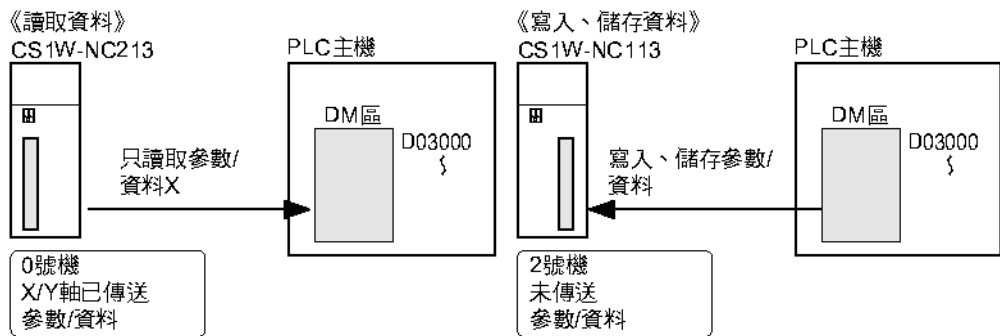 《讀取資料》
CS1W-NC213
PLC主機
DM區
D03000
只讀取參數/
資料X
0號機
X/Y軸已傳送
參數/資料
《寫入、儲存資料》
CS1W-NC113
PLC主機
DM區
D03000
寫入、儲存參數/
資料
2號機
未傳送
參數/資料